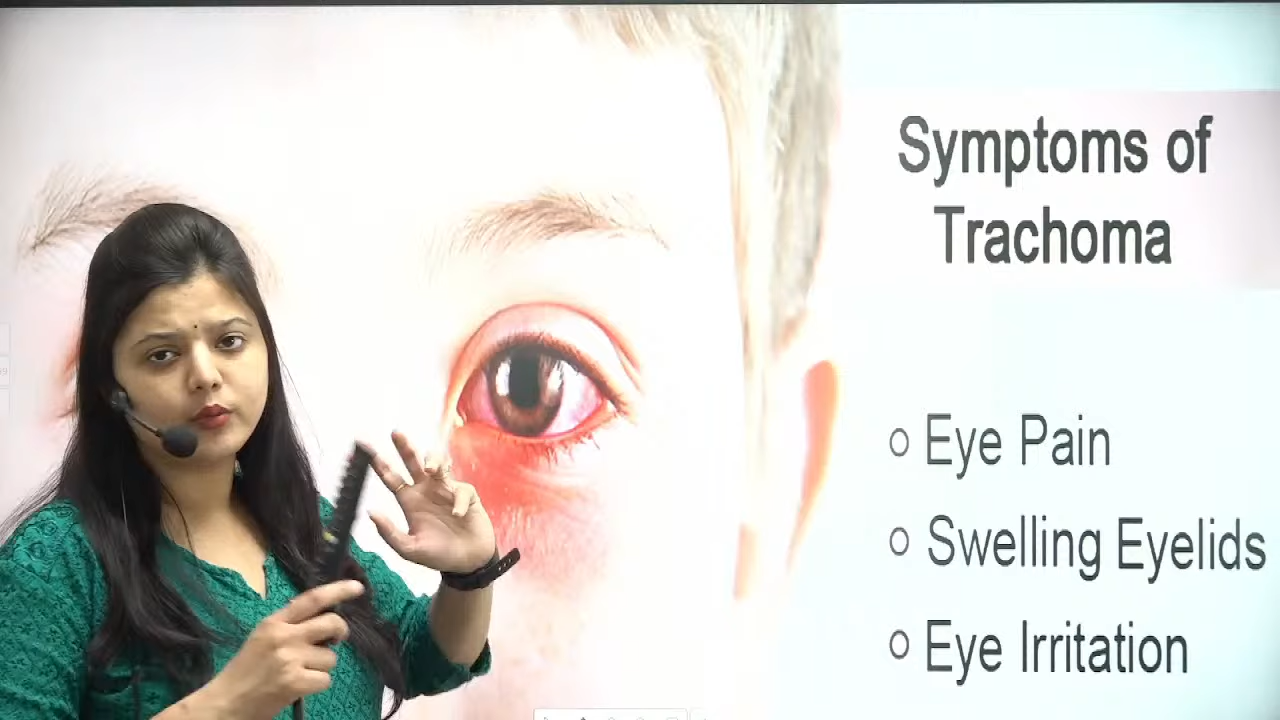 Symptoms of
Trachoma
Eye Pain
Swelling Eyelids
Eye Irritation